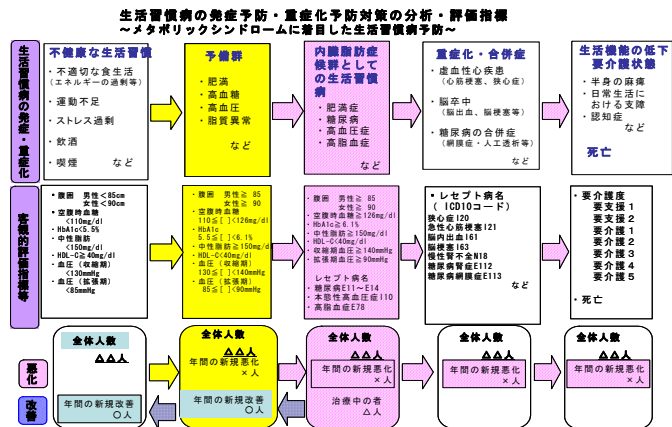 生活習慣病の発症予防・重症化予防対策の分析・評価指標
～メタボリックシンドロームに着目した生活習慣病予防～
生活習慣病の発症・重症化
不健康な生活習慣
・不適切な食生活
(エネルギーの過剰等)
・運動不足
・ストレス過剰
・飲酒
・喫煙 など
予備群
・肥満
・高血糖
・高血圧
・脂質異常
など
内臓脂肪症
候群としての
生活習慣
病
・肥満症
・糖尿病
・高血圧症
・高脂血症
など
重症化・合併症
・虚血性心疾患
(心筋梗塞、狭心症)
・脳卒中
(脳出血、脳梗塞等)
・糖尿病の合併症
(網膜症・人工透析等)
など
生活機能の低下
要介護状態
・半身の麻痺
・日常生活に
おける支障
・認知症
など
死亡
客観的評価指標等
・腹囲 男性<85cm
女性<90cm
・空腹時血糖
<110mg/dl
・HbA1c<5.5%
・中性脂肪
<150mg/dl
・HDL-C≧40mg/dl
・血圧(収縮期)
<130mmHg
・血圧(拡張期)
<85mmHg
・腹囲 男性≧ 85
女性≧ 90
・空腹時血糖
110≦[ ]<126mg/dl
・HbA1c
5.5≦[ ]<6.1%
・中性脂肪≧150mg/dl
・HDL-C<40mg/dl
・血圧(収縮期)
130≦[ ]<140mmHg
・血圧(拡張期)
85≦[ ]<90mmHg
・腹囲 男性≧ 85
女性≧ 90
・空腹時血糖≧126mg/dl
・HbA1c≧6.1%
・中性脂肪≧150mg/dl
・HDL-C<40mg/dl
・収縮期血圧≧140mmHg
・拡張期血圧≧90mmHg
レセプト病名
・糖尿病E11～E14
・本態性高血圧症I10
・高脂血症E78
・レセプト病名
(ICD10コード)
狭心症I20
急性心筋梗塞I21
脳内出血I61
脳梗塞I63
慢性腎不全N18
糖尿病腎症E112
糖尿病網膜症E113
など
・要介護度
要支援1
要支援2
要介護1
要介護2
要介護3
要介護4
要介護5
・死亡
悪化
改善
全体人数
△△人
年間の新規改善
○人
全体人数
△△人
年間の新規悪化
×人
年間の新規改善
○人
全体人数
△△人
年間の新規悪化
×人
治療中の者
△人
全体人数
△△人
年間の新規悪化
×人
全体人数
△△人
年間の新規悪化
×人